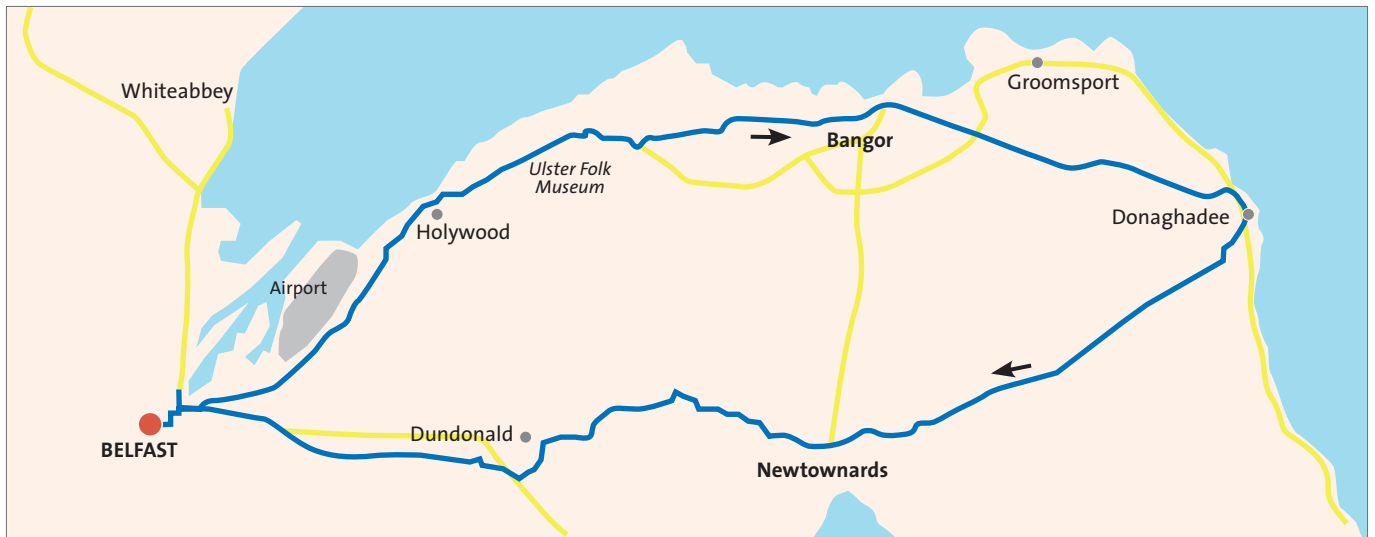 Whiteabbey
Groomsport
Bangor
Ulster Folk
Museum
Donaghadee
Holywood
Airport
Dundonald
BELFAST
Newtownards